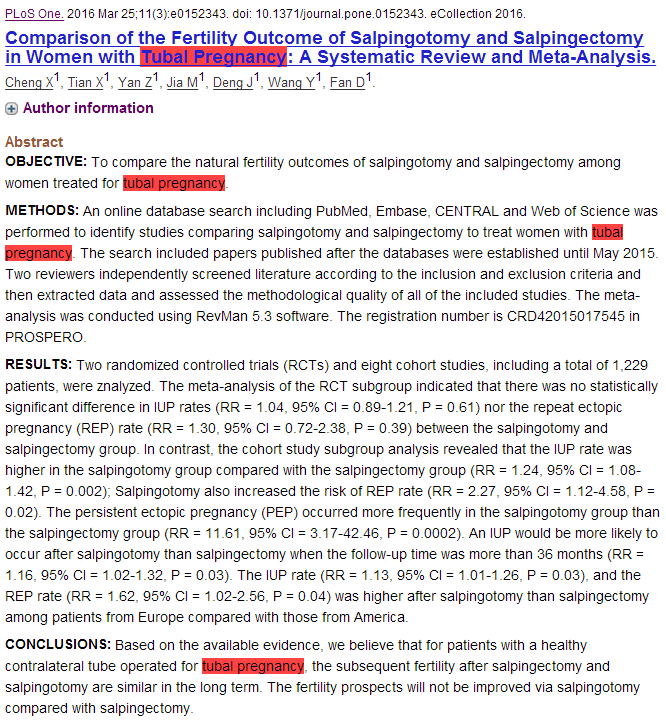 PLoS One. 2016 Mar 25;11(3):e0152343. doi: 10.1371/journal.pone.0152343. eCollection 2016.
Comparison of the Fertility Outcome of Salpingotomy and Salpingectomy
in Women with Tubal Pregnancy: A Systematic Review and Meta-Analysis.
Cheng X1, Tian X1, Yan Z1, Jia M1, Deng J1, Wang Y1, Fan D1.
Author information
Abstract
OBJECTIVE: To compare the natural fertility outcomes of salpingotomy and salpingectomy among
women treated for tubal pregnancy.
METHODS: An online database search including PubMed, Embase, CENTRAL and Web of Science was
performed to identify studies comparing salpingotomy and salpingectomy to treat women with tubal
pregnancy. The search included papers published after the databases were established until May 2015.
Two reviewers independently screened literature according to the inclusion and exclusion criteria and
then extracted data and assessed the methodological quality of all of the included studies. The meta-
analysis was conducted using RevMan 5.3 software. The registration number is CRD42015017545 in
PROSPERO.
RESULTS: Two randomized controlled trials (RCTs) and eight cohort studies, including a total of 1,229
patients, were znalyzed. The meta-analysis of the RCT subgroup indicated that there was no statistically
significant difference in IUP rates (RR = 1.04, 95% CI = 0.89-1.21, P = 0.61) nor the repeat ectopic
pregnancy (REP) rate (RR = 1.30, 95% CI = 0.72-2.38, P = 0.39) between the salpingotomy and
salpingectomy group. In contrast, the cohort study subgroup analysis revealed that the IUP rate was
higher in the salpingotomy group compared with the salpingectomy group (RR = 1.24, 95% CI = 1.08-
1.42, P = 0.002); Salpingotomy also increased the risk of REP rate (RR = 2.27, 95% CI = 1.12-4.58, P =
0.02). The persistent ectopic pregnancy (PEP) occurred more frequently in the salpingotomy group than
the salpingectomy group (RR = 11.61, 95% CI = 3.17-42.46, P = 0.0002). An IUP would be more likely to
occur after salpingotomy than salpingectomy when the follow-up time was more than 36 months (RR =
1.16, 95% CI = 1.02-1.32, P = 0.03). The IUP rate (RR = 1.13, 95% CI = 1.01-1.26, P = 0.03), and the
REP rate (RR = 1.62, 95% CI = 1.02-2.56, P = 0.04) was higher after salpingotomy than salpingectomy
among patients from Europe compared with those from America.
CONCLUSIONS: Based on the available evidence, we believe that for patients with a healthy
contralateral tube operated for tubal pregnancy, the subsequent fertility after salpingectomy and
salpingotomy are similar in the long term. The fertility prospects will not be improved via salpingotomy
compared with salpingectomy.